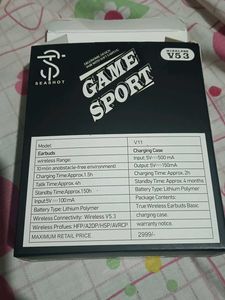 SEASHOT
WIRELESS
V5.3
GAME
SPORT
Model: V11
Earbuds Charging Case
wireless Range: Input 5V⎓500 mA
10 m(in anobstacle-free environment) Output 5V⎓150mA
Charging Time:Approx 1.5h Charging Time:Approx. 2h
Talk Time:Approx. 4h Standby Time:Approx. 4 months
Standby Time:Approx.150h Battery Type: Lithium Polymer
Input:5V⎓100 mA Package Contents:
Battery Type:Lithium Polymer True Wireless Earbuds Basic
Wireless Connectivity: Wireless V5.3 charging case.
Wireless Profues: HFP/A2DP/HSP/AVRCP warranty notice.
MAXIMUM RETAIL PRICE. 2999/-